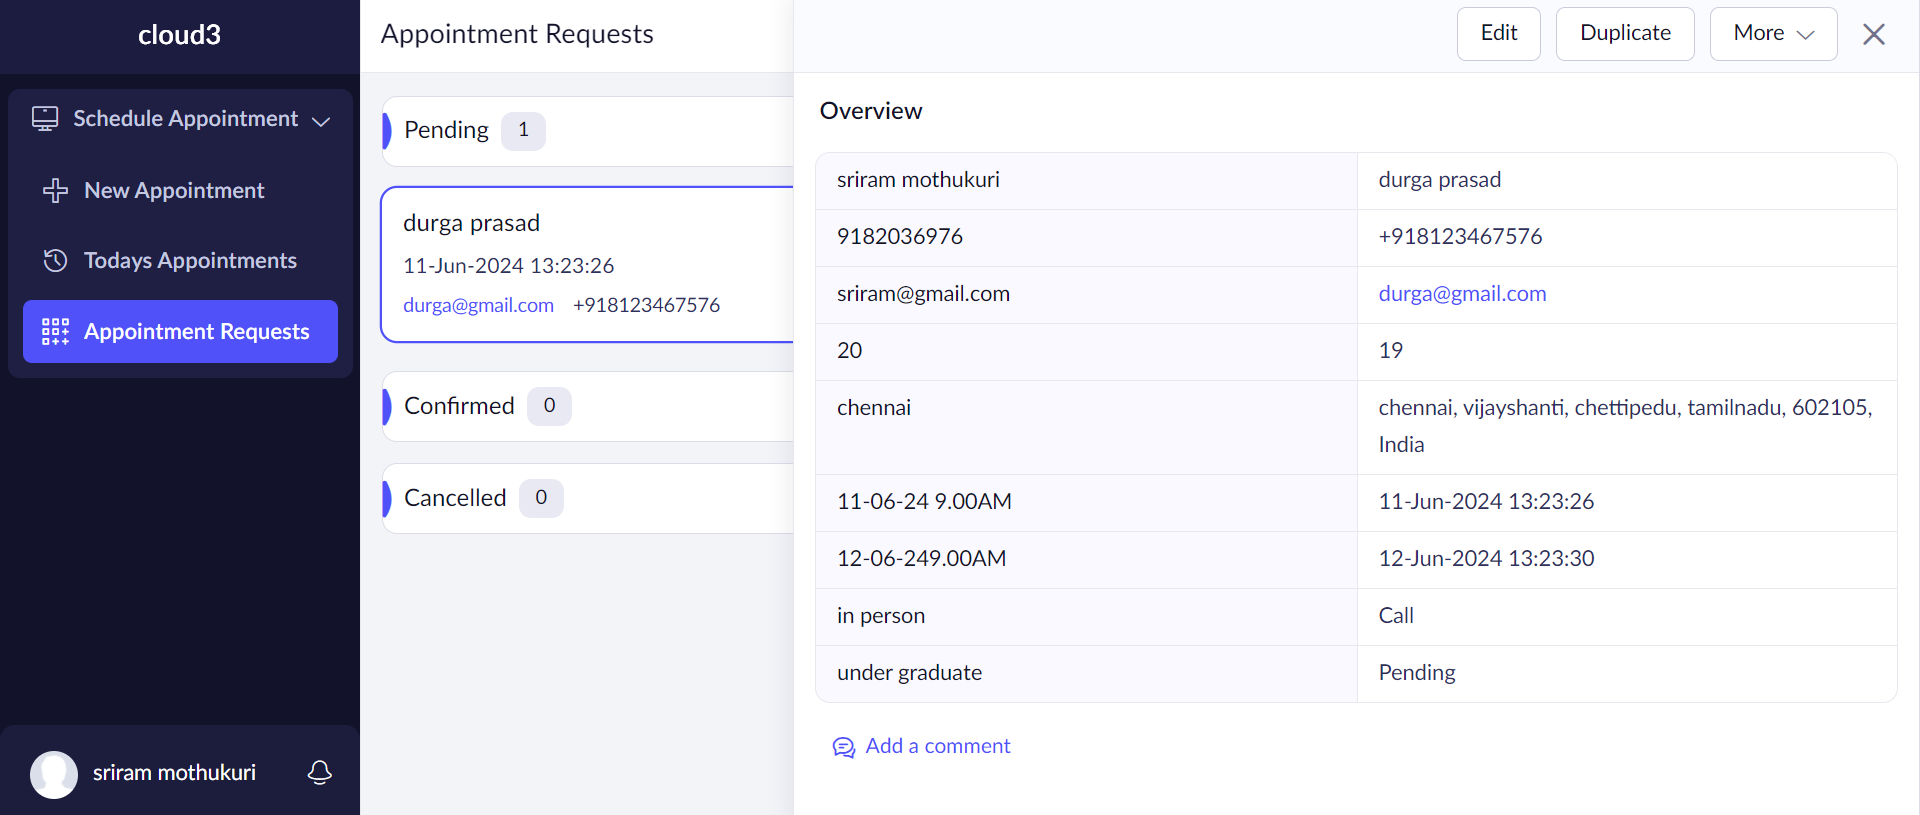 cloud3
Schedule Appointment
New Appointment
Todays Appointments
Appointment Requests
sriram mothukuri
Appointment Requests
Pending 1
durga prasad
11-Jun-2024 13:23:26
durga@gmail.com +918123467576
Confirmed 0
Cancelled 0
Edit Duplicate More
Overview
sriram mothukuri durga prasad
9182036976 +918123467576
sriram@gmail.com durga@gmail.com
20 19
chennai chennai, vijayshanti, chettipedu, tamilnadu, 602105,
India
11-06-24 9.00AM 11-Jun-2024 13:23:26
12-06-249.00AM 12-Jun-2024 13:23:30
in person Call
under graduate Pending
Add a comment